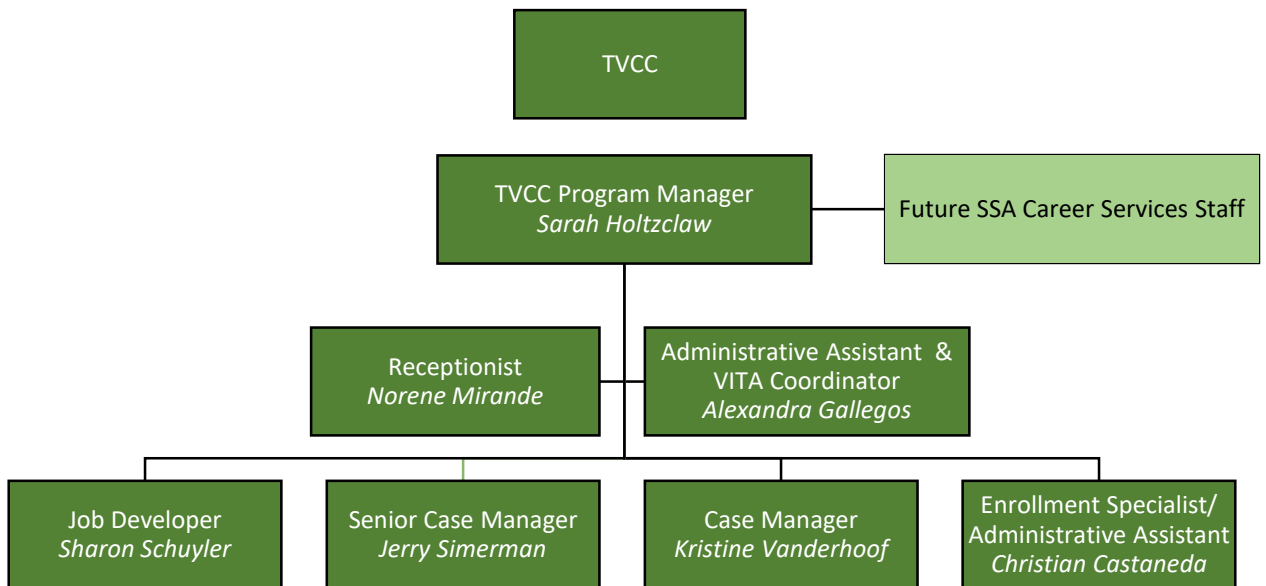 TVCC
TVCC Program Manager
Sarah Holtzclaw
Future SSA Career Services Staff
Receptionist
Norene Mirande
Administrative Assistant &
VITA Coordinator
Alexandra Gallegos
Job Developer
Sharon Schuyler
Senior Case Manager
Jerry Simerman
Case Manager
Kristine Vanderhoof
Enrollment Specialist/
Administrative Assistant
Christian Castaneda